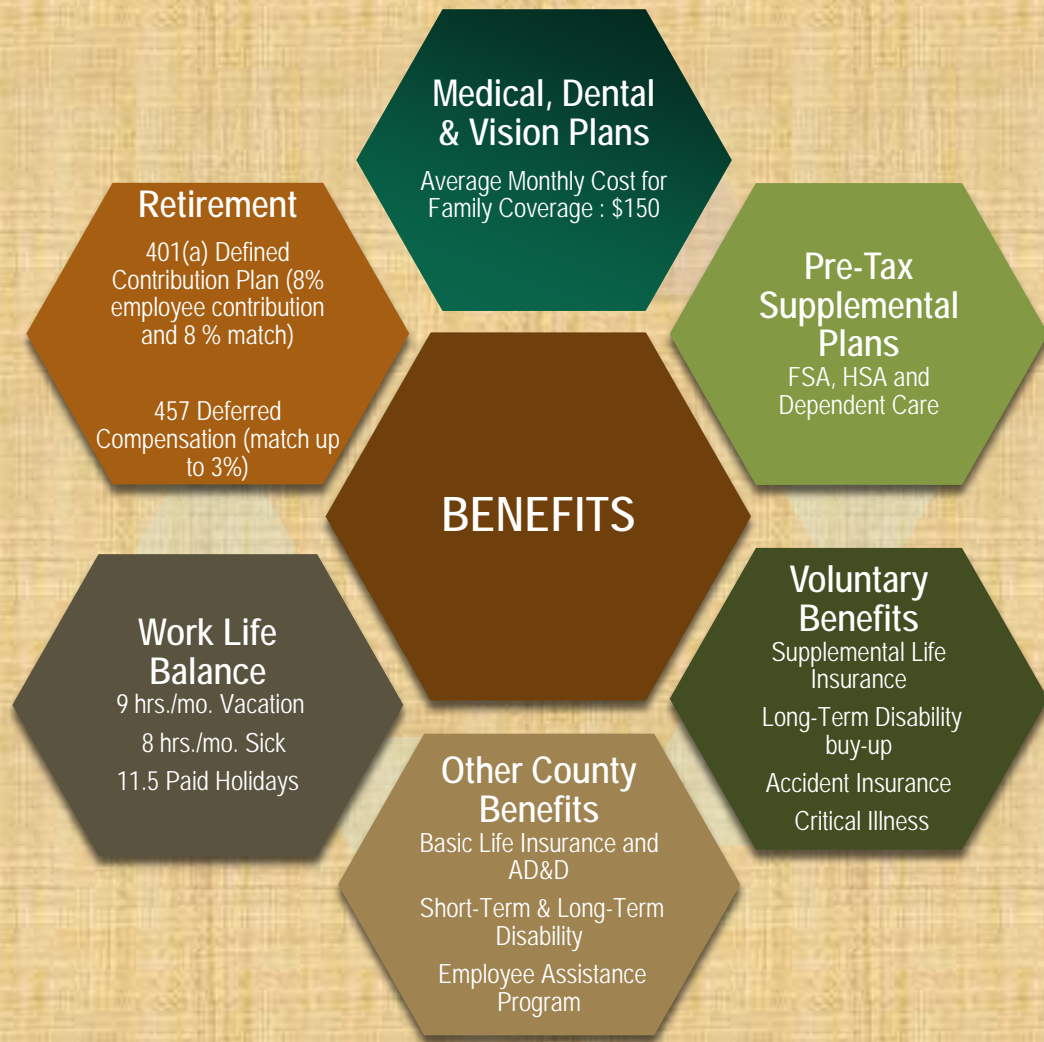 Medical, Dental
& Vision Plans
Average Monthly Cost for
Family Coverage : $150
Pre-Tax
Supplemental
Plans
FSA, HSA and
Dependent Care
Voluntary
Benefits
Supplemental Life
Insurance
Long-Term Disability
buy-up
Accident Insurance
Critical Illness
Other County
Benefits
Basic Life Insurance and
AD&D
Short-Term & Long-Term
Disability
Employee Assistance
Program
Work Life
Balance
9 hrs./mo. Vacation
8 hrs./mo. Sick
11.5 Paid Holidays
Retirement
401(a) Defined
Contribution Plan (8%
employee contribution
and 8 % match)
457 Deferred
Compensation (match up
to 3%)
BENEFITS